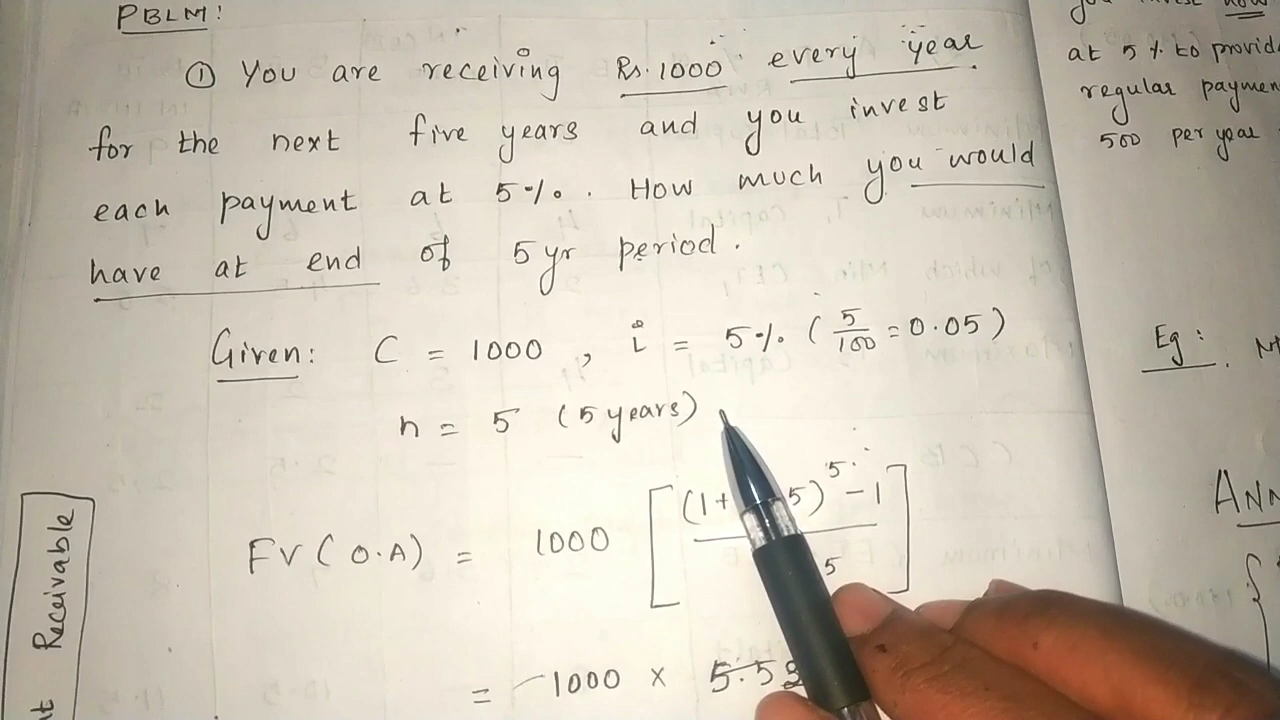 PBLM:
① You are receiving Rs.1000 every year
for the next five years and you invest
each payment at 5%. How much you would
have at end of 5 yr period.
Given: C = 1000, i = 5% (5/100 = 0.05)
n = 5 (5 years)
FV (O.A) = 1000 [(1+ 5)^5 - 1 / 5]
= 1000 x 5.5
Receivable
now
at 5% to
regular
500 per year
Eg: